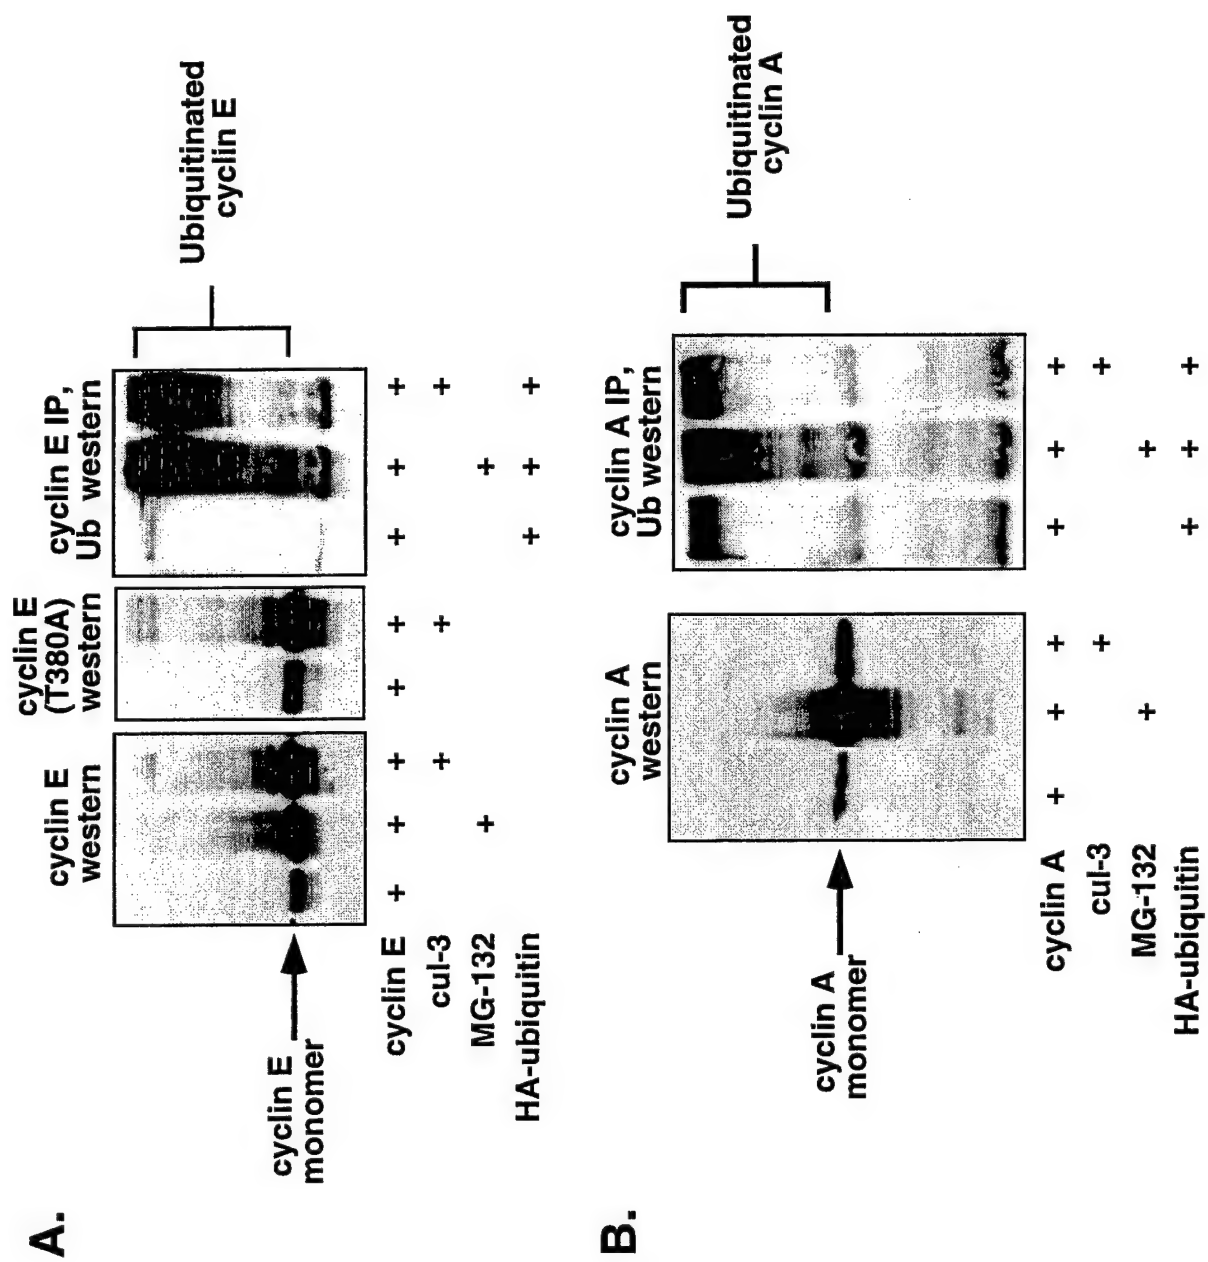 A.
cyclin E
western
cyclin E
(T380A)
western
cyclin E IP,
Ub western
Ubiquitinated
cyclin E
cyclin E
monomer
cyclin E + + + + + + + +
cul-3 + + +
MG-132 + +
HA-ubiquitin + + +
B.
cyclin A
western
cyclin A IP,
Ub western
Ubiquitinated
cyclin A
cyclin A
monomer
cyclin A + + + + + +
cul-3 + +
MG-132 + +
HA-ubiquitin + + +